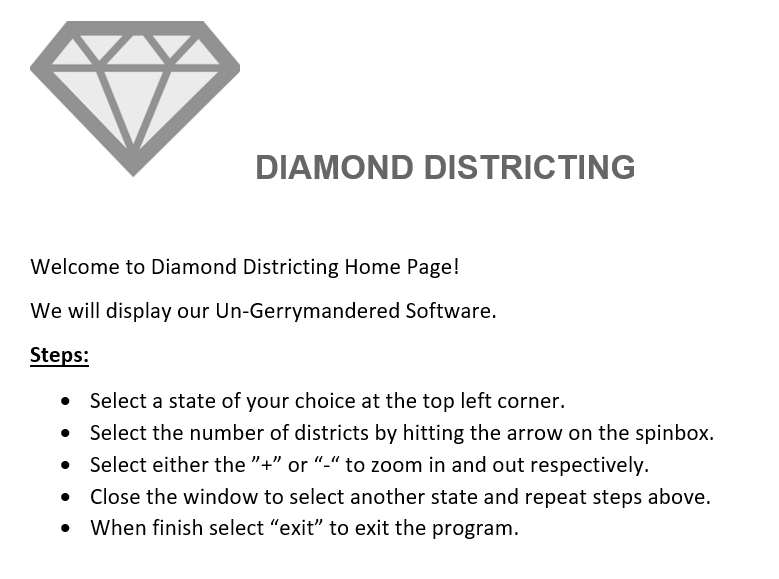 DIAMOND DISTRICTING
Welcome to Diamond Districting Home Page!
We will display our Un-Gerrymandered Software.
Steps:
• Select a state of your choice at the top left corner.
• Select the number of districts by hitting the arrow on the spinbox.
• Select either the ”+” or “-“ to zoom in and out respectively.
• Close the window to select another state and repeat steps above.
• When finish select “exit” to exit the program.